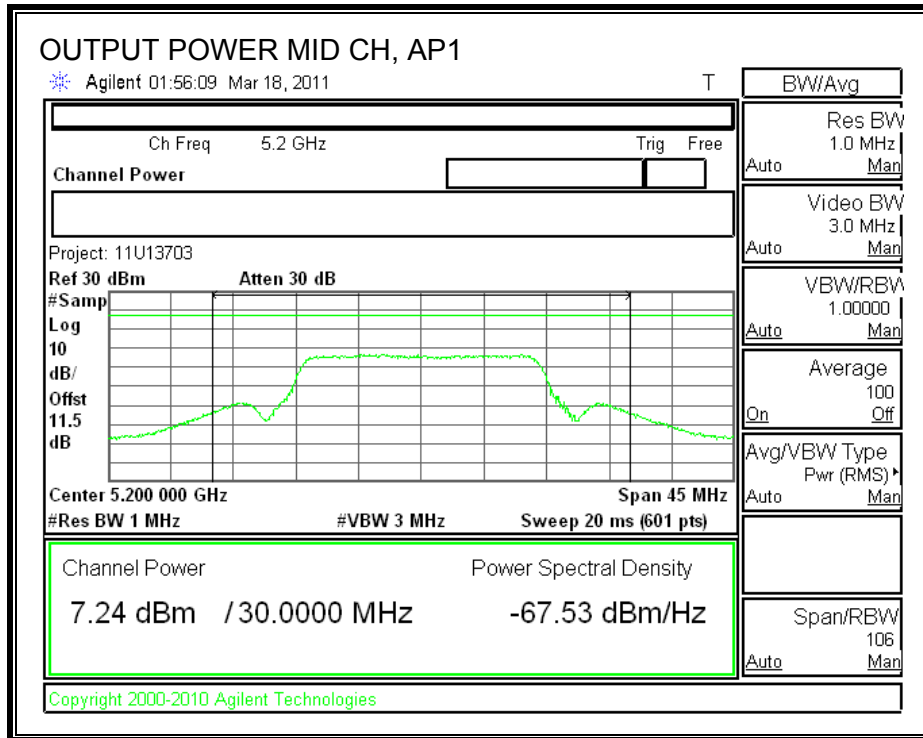 OUTPUT POWER MID CH, AP1
Agilent 01:56:09 Mar 18, 2011 T
Ch Freq 5.2 GHz Trig Free
Channel Power
Project: 11U13703
Ref 30 dBm Atten 30 dB
#Samp
Log
10
dB/
Offst
11.5
dB
Center 5.200 000 GHz Span 45 MHz
#Res BW 1 MHz #VBW 3 MHz Sweep 20 ms (601 pts)
Channel Power Power Spectral Density
7.24 dBm / 30.0000 MHz -67.53 dBm/Hz
Copyright 2000-2010 Agilent Technologies
BW/Avg
Res BW
1.0 MHz
Auto Man
Video BW
3.0 MHz
Auto Man
VBW/RBW
1.00000
Auto Man
Average
100
On Off
Avg/VBW Type
Pwr (RMS)
Auto Man
Span/RBW
106
Auto Man